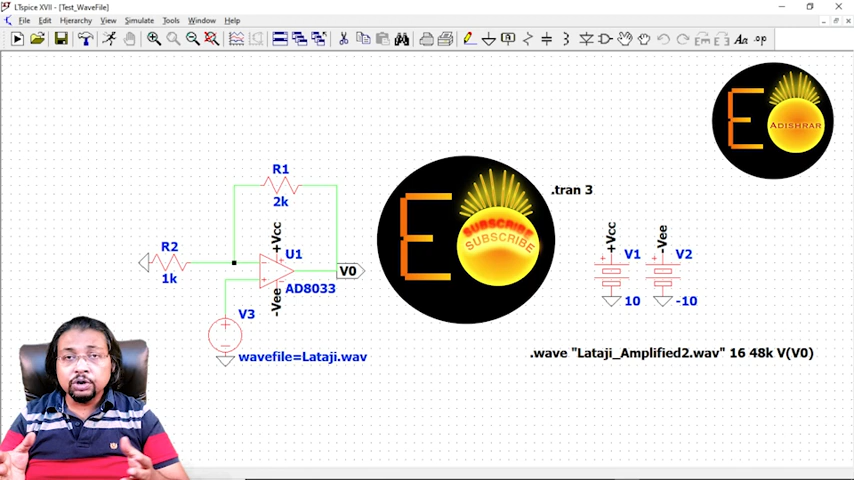 LTspice XVII - [Test_WaveFile]
File Edit Hierarchy View Simulate Tools Window Help
Aa .op
E ADISHRAR
R1
2k
E SUBSCRIBE
SUBSCRIBE
.tran 3
+Vcc
R2
1k
U1
AD8033
-Vee
V0
+Vcc
V1
10
-Vee
V2
-10
V3
wavefile=Lataji.wav
.wave "Lataji_Amplified2.wav" 16 48k V(V0)